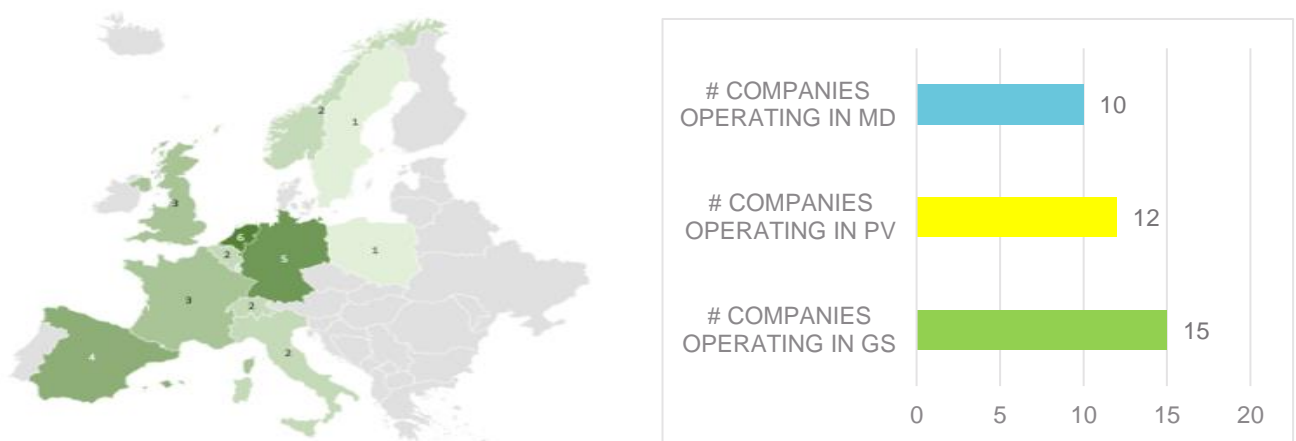 2
1
3
6
2
5
1
3
2
2
4
# COMPANIES
OPERATING IN MD
10
# COMPANIES
OPERATING IN PV
12
# COMPANIES
OPERATING IN GS
15
0 5 10 15 20